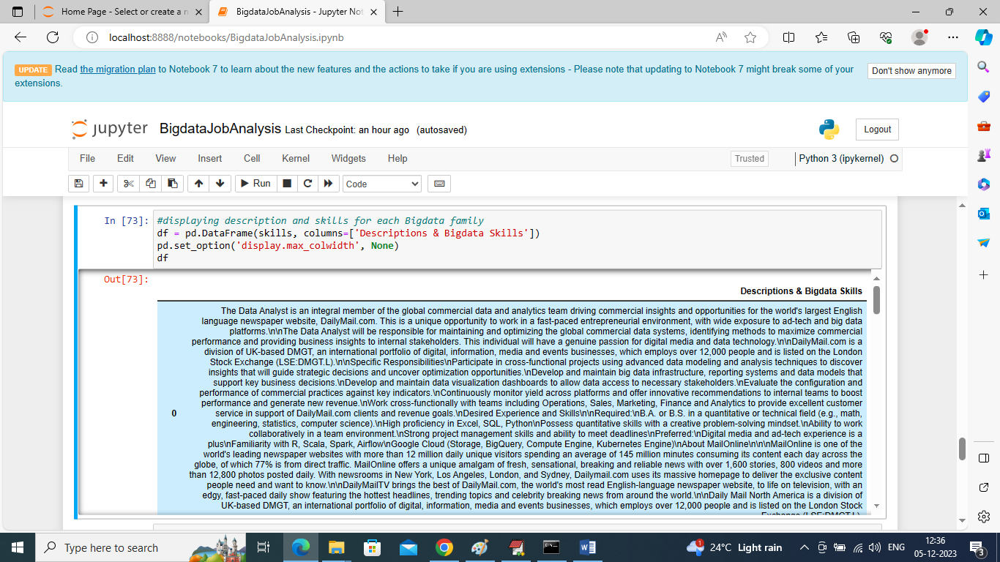 Home Page - Select or create a n
BigdataJobAnalysis - Jupyter Not
localhost:8888/notebooks/BigdataJobAnalysis.ipynb
UPDATE Read the migration plan to Notebook 7 to learn about the new features and the actions to take if you are using extensions - Please note that updating to Notebook 7 might break some of your
extensions.
Don't show anymore
jupyter BigdataJobAnalysis Last Checkpoint: an hour ago (autosaved)
Logout
File Edit View Insert Cell Kernel Widgets Help
Trusted
Python 3 (ipykernel)
Run
Code
In [73]: #displaying description and skills for each Bigdata family
df = pd.DataFrame(skills, columns=['Descriptions & Bigdata Skills'])
pd.set_option('display.max_colwidth', None)
df
Out[73]:
Descriptions & Bigdata Skills
The Data Analyst is an integral member of the global commercial data and analytics team driving commercial insights and opportunities for the world's largest English
language newspaper website, DailyMail.com. This is a unique opportunity to work in a fast-paced entrepreneurial environment, with wide exposure to ad-tech and big data
platforms.\n\nThe Data Analyst will be responsible for maintaining and optimizing the global commercial data systems, identifying methods to maximize commercial
performance and providing business insights to internal stakeholders. This individual will have a genuine passion for digital media and data technology.\n\nDailyMail.com is a
division of UK-based DMGT, an international portfolio of digital, information, media and events businesses, which employs over 12,000 people and is listed on the London
Stock Exchange (LSE:DMGT.L).\n\nSpecific Responsibilities\nParticipate in cross-functional projects using advanced data modeling and analysis techniques to discover
insights that will guide strategic decisions and uncover optimization opportunities.\nDevelop and maintain big data infrastructure, reporting systems and data models that
support key business decisions.\nDevelop and maintain data visualization dashboards to allow data access to necessary stakeholders.\nEvaluate the configuration and
performance of commercial practices against key indicators.\nContinuously monitor yield across platforms and offer innovative recommendations to internal teams to boost
performance and generate new revenue.\nWork cross-functionally with teams including Operations, Sales, Marketing, Finance and Analytics to provide excellent customer
0 service in support of DailyMail.com clients and revenue goals.\nDesired Experience and Skills\n\nRequired:\nB.A. or B.S. in a quantitative or technical field (e.g., math,
engineering, statistics, computer science).\nHigh proficiency in Excel, SQL, Python\nPossess quantitative skills with a creative problem-solving mindset.\nAbility to work
collaboratively in a team environment.\nStrong project management skills and ability to meet deadlines\nPreferred:\nDigital media and ad-tech experience is a
plus\nFamiliarity with R, Scala, Spark, Airflow\nGoogle Cloud (Storage, BigQuery, Compute Engine, Kubernetes Engine)\nAbout MailOnline\n\n\nMailOnline is one of the
world's leading newspaper websites with more than 12 million daily unique visitors spending an average of 145 million minutes consuming its content each day across the
globe, of which 77% is from direct traffic. MailOnline offers a unique amalgam of fresh, sensational, breaking and reliable news with over 1,600 stories, 800 videos and more
than 12,800 photos posted daily. With newsrooms in New York, Los Angeles, London, and Sydney, Dailymail.com uses its massive homepage to deliver the exclusive content
people need and want to know.\n\nDailyMailTV brings the best of DailyMail.com, the world's most read English-language newspaper website, to life on television, with an
edgy, fast-paced daily show featuring the hottest headlines, trending topics and celebrity breaking news from around the world.\n\nDaily Mail North America is a division of
UK-based DMGT, an international portfolio of digital, information, media and events businesses, which employs over 12,000 people and is listed on the London Stock
Exchange (LSE:DMGT.L).
Type here to search
1
24°C Light rain
ENG
12:36
05-12-2023
3